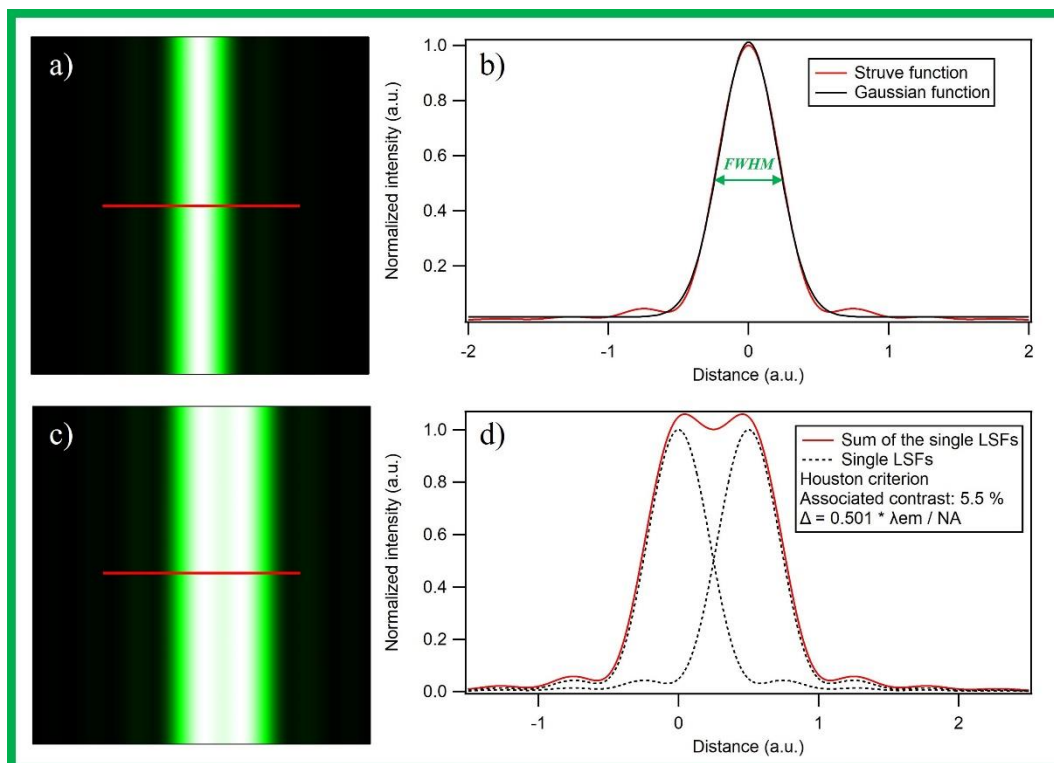 a)
b)
Normalized intensity (a.u.)
1.0
0.8
0.6
0.4
0.2
Struve function
Gaussian function
FWHM
-2
-1
0
1
2
Distance (a.u.)
c)
d)
Normalized intensity (a.u.)
1.0
0.8
0.6
0.4
0.2
0.0
Sum of the single LSFs
Single LSFs
Houston criterion
Associated contrast: 5.5 %
Δ = 0.501 * λem / NA
-1
0
1
2
Distance (a.u.)